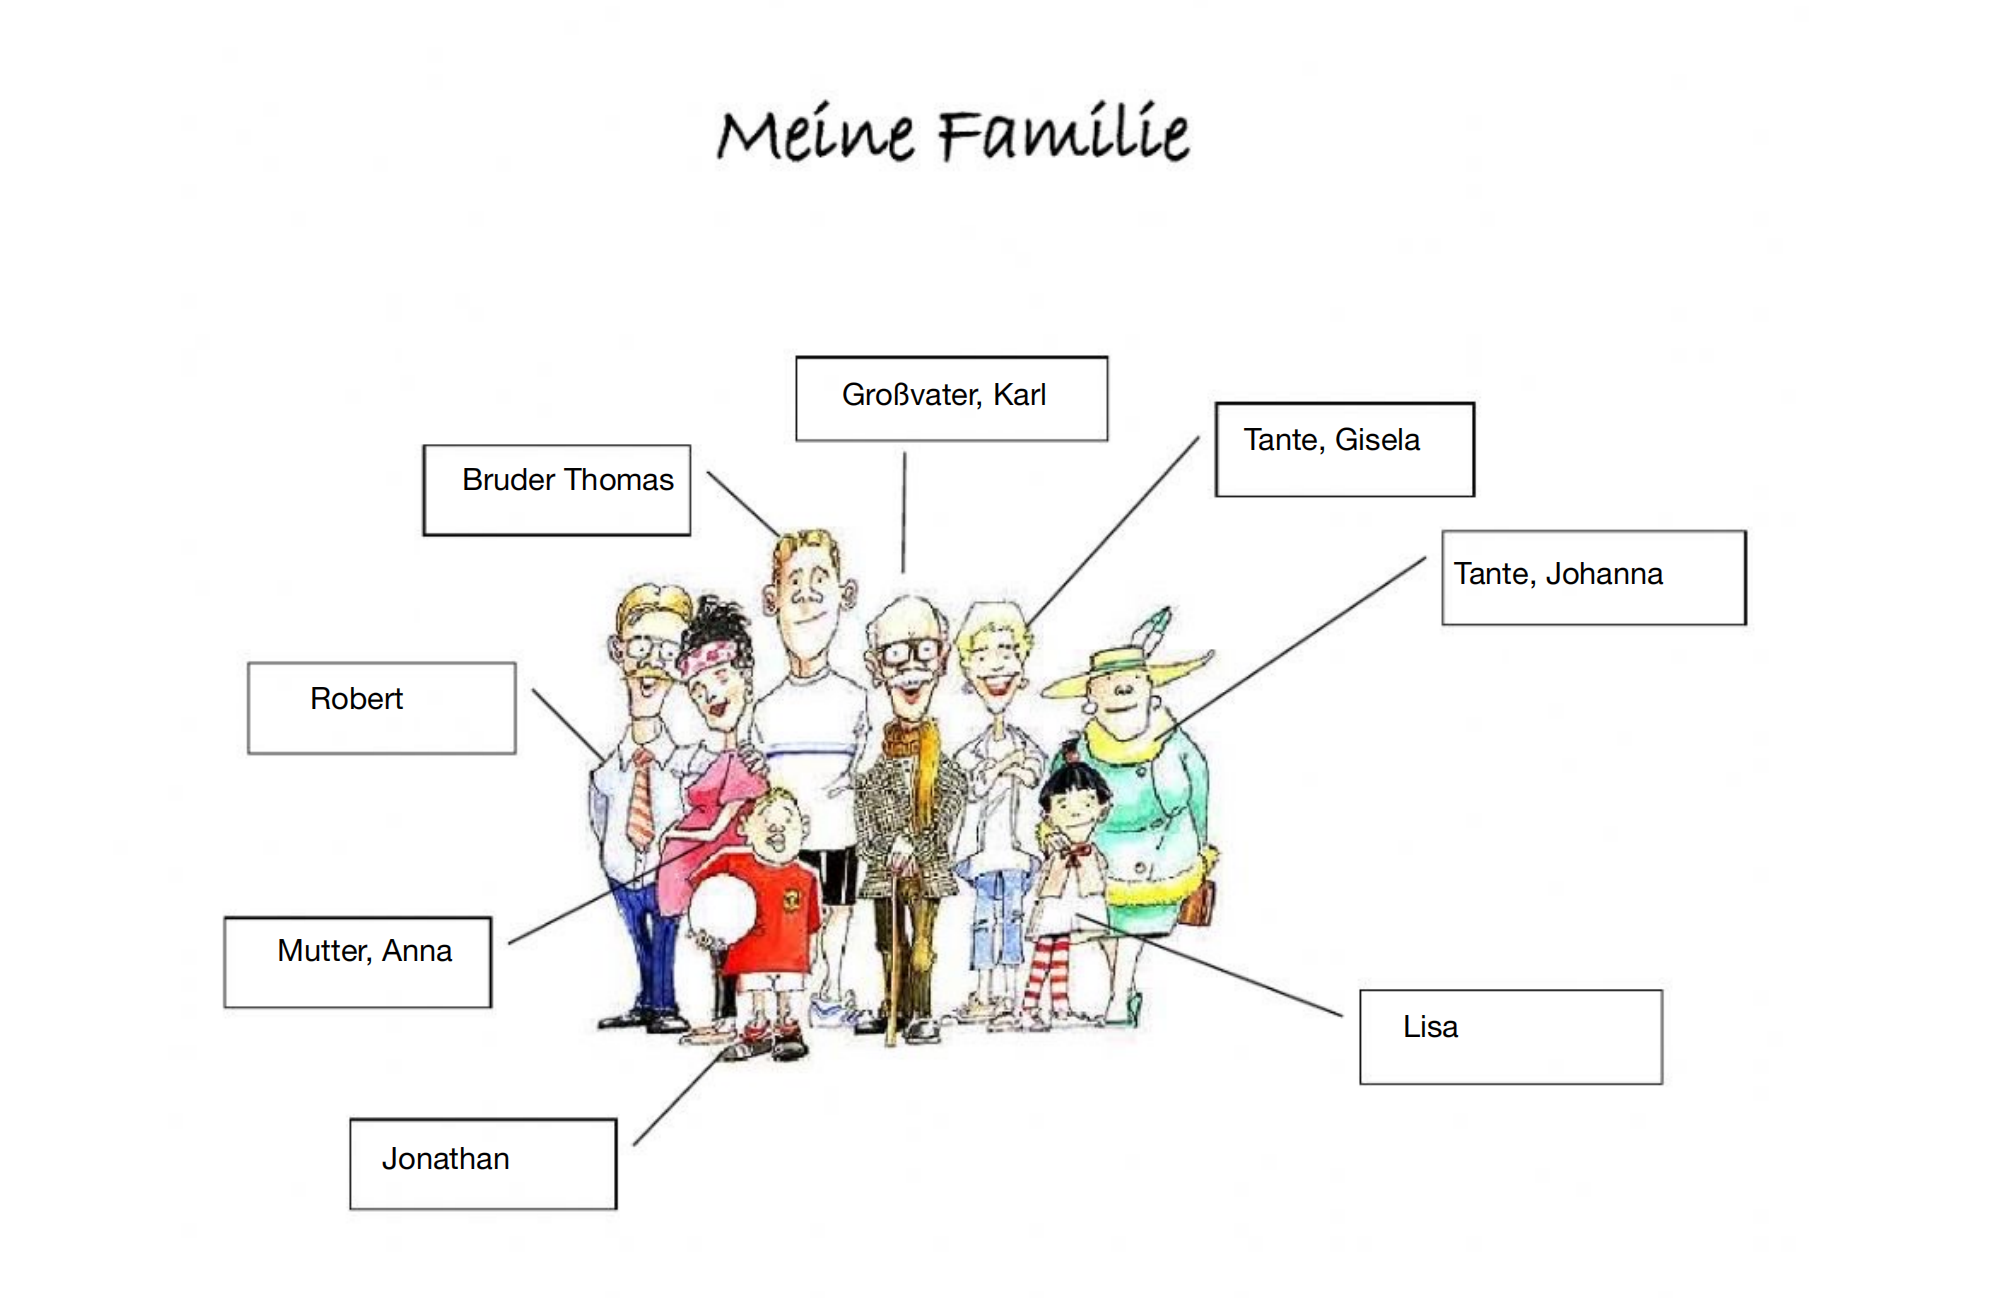 Meine Familie
Großvater, Karl
Tante, Gisela
Bruder Thomas
Tante, Johanna
Robert
Mutter, Anna
Lisa
Jonathan